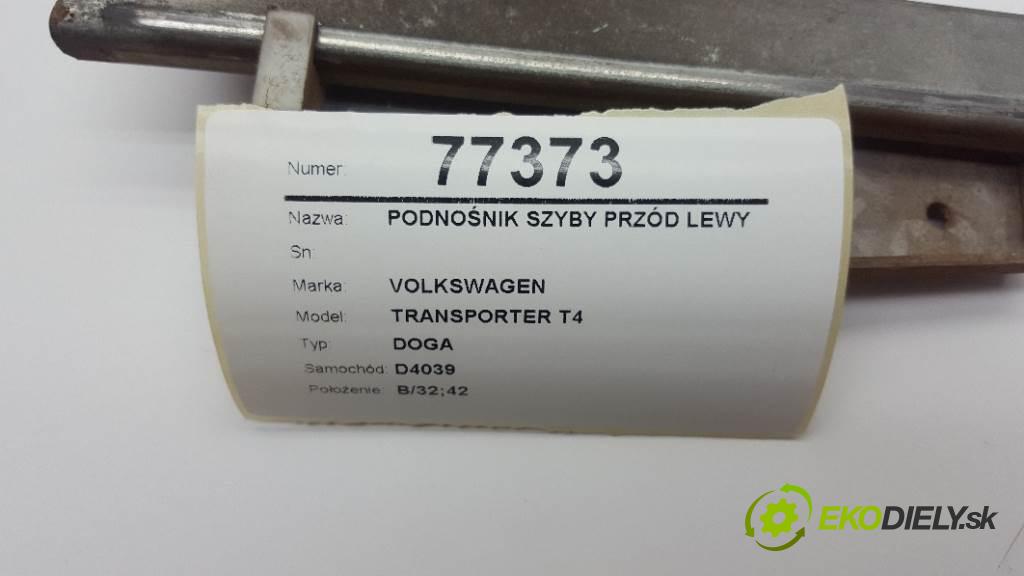 Numer: 77373
Nazwa: PODNOŚNIK SZYBY PRZÓD LEWY
Sn:
Marka: VOLKSWAGEN
Model: TRANSPORTER T4
Typ: DOGA
Samochód: D4039
Położenie: B/32;42
EKODIELY.sk